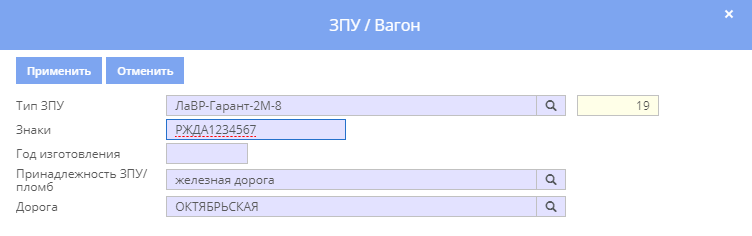 ЗПУ / Вагон
×
Применить Отменить
Тип ЗПУ ЛаВР-Гарант-2М-8 19
Знаки РЖДА1234567
Год изготовления
Принадлежность ЗПУ/
пломб железная дорога
Дорога ОКТЯБРЬСКАЯ